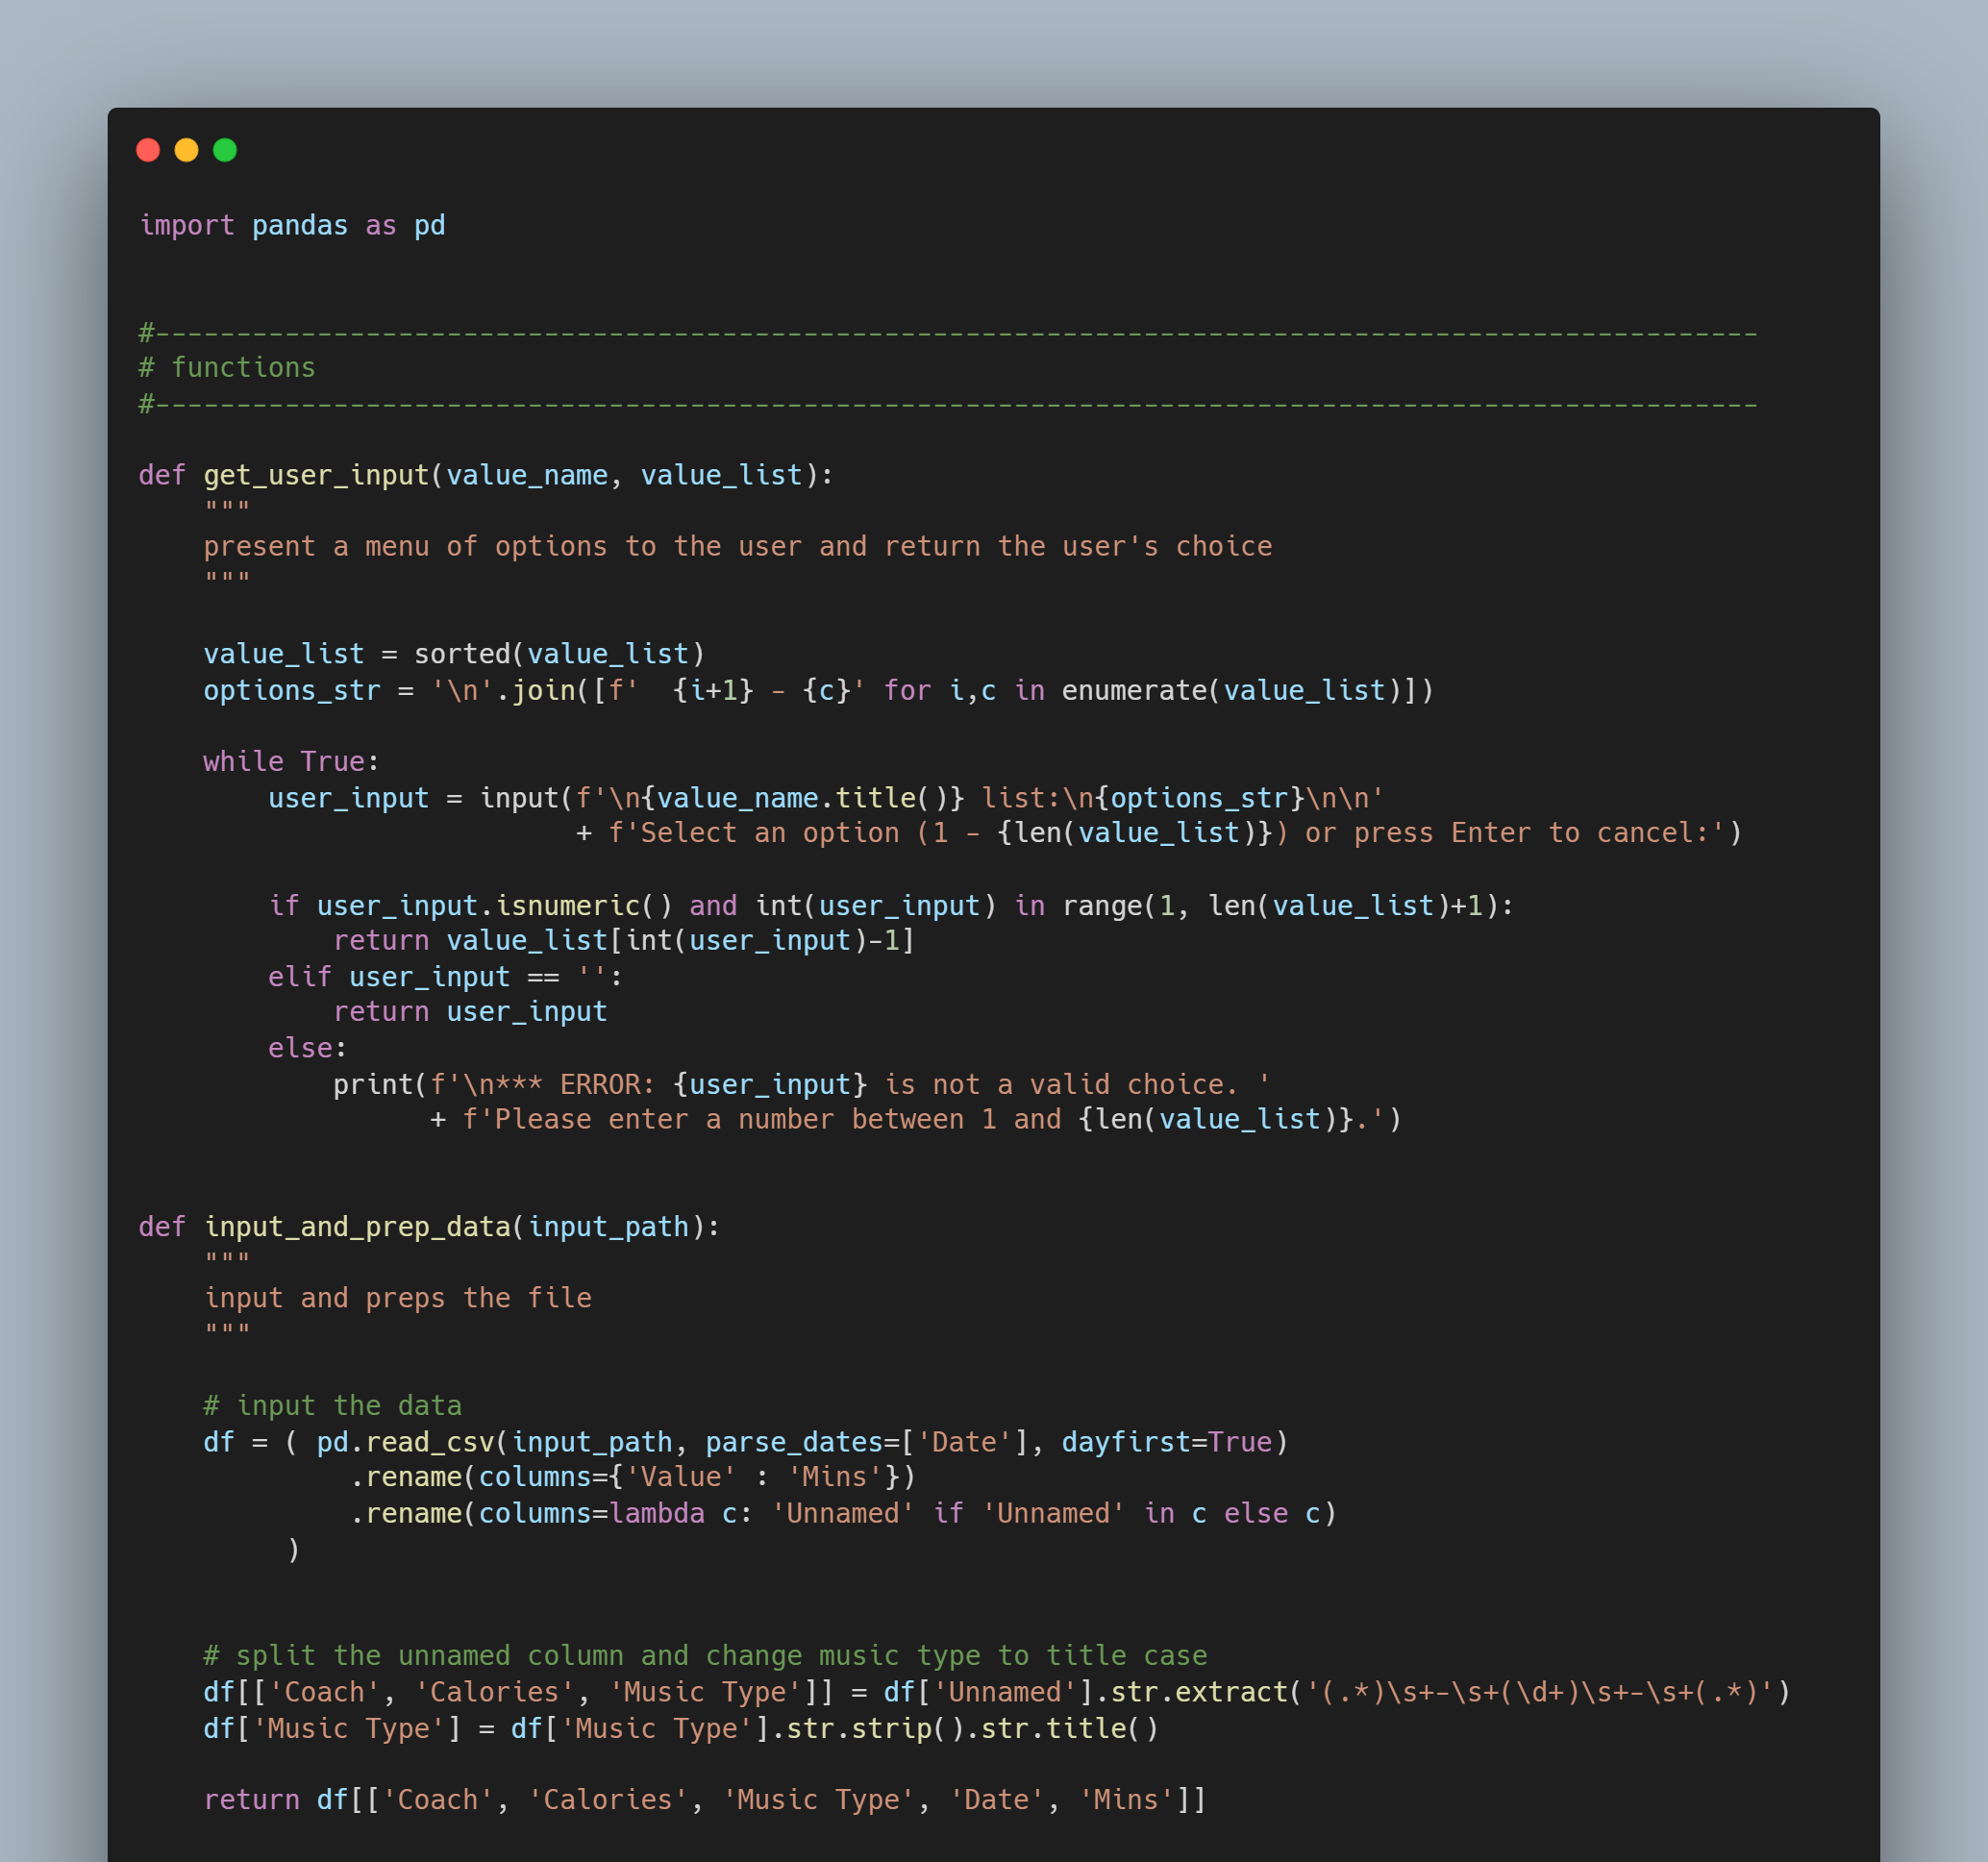 import pandas as pd
#---------------------------------------------------------------------------------------------------
# functions
#---------------------------------------------------------------------------------------------------
def get_user_input(value_name, value_list):
    """
    present a menu of options to the user and return the user's choice
    """
    value_list = sorted(value_list)
    options_str = '\n'.join([f'  {i+1} - {c}' for i,c in enumerate(value_list)])
    while True:
        user_input = input(f'\n{value_name.title()} list:\n{options_str}\n\n'
                           + f'Select an option (1 - {len(value_list)}) or press Enter to cancel:')
        if user_input.isnumeric() and int(user_input) in range(1, len(value_list)+1):
            return value_list[int(user_input)-1]
        elif user_input == '':
            return user_input
        else:
            print(f'\n*** ERROR: {user_input} is not a valid choice. '
                  + f'Please enter a number between 1 and {len(value_list)}.')
def input_and_prep_data(input_path):
    """
    input and preps the file
    """
    # input the data
    df = ( pd.read_csv(input_path, parse_dates=['Date'], dayfirst=True)
             .rename(columns={'Value' : 'Mins'})
             .rename(columns=lambda c: 'Unnamed' if 'Unnamed' in c else c)
         )
    # split the unnamed column and change music type to title case
    df[['Coach', 'Calories', 'Music Type']] = df['Unnamed'].str.extract('(.*)\s+-\s+(\d+)\s+-\s+(.*)')
    df['Music Type'] = df['Music Type'].str.strip().str.title()
    return df[['Coach', 'Calories', 'Music Type', 'Date', 'Mins']]